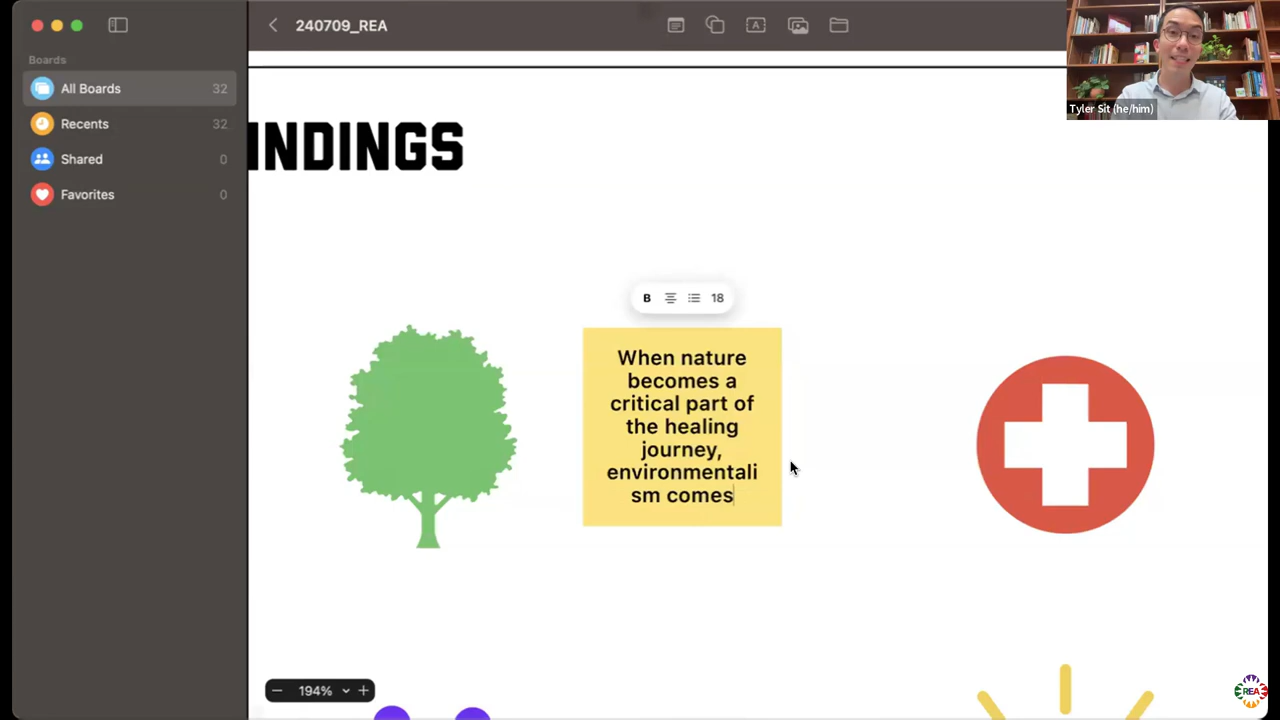 240709_REA
Boards
All Boards 32
Recents 32
Shared 0
Favorites 0
INDINGS
B 18
When nature
becomes a
critical part of
the healing
journey,
environmentali
sm comes
194%
Tyler Sit (he/him)
REA